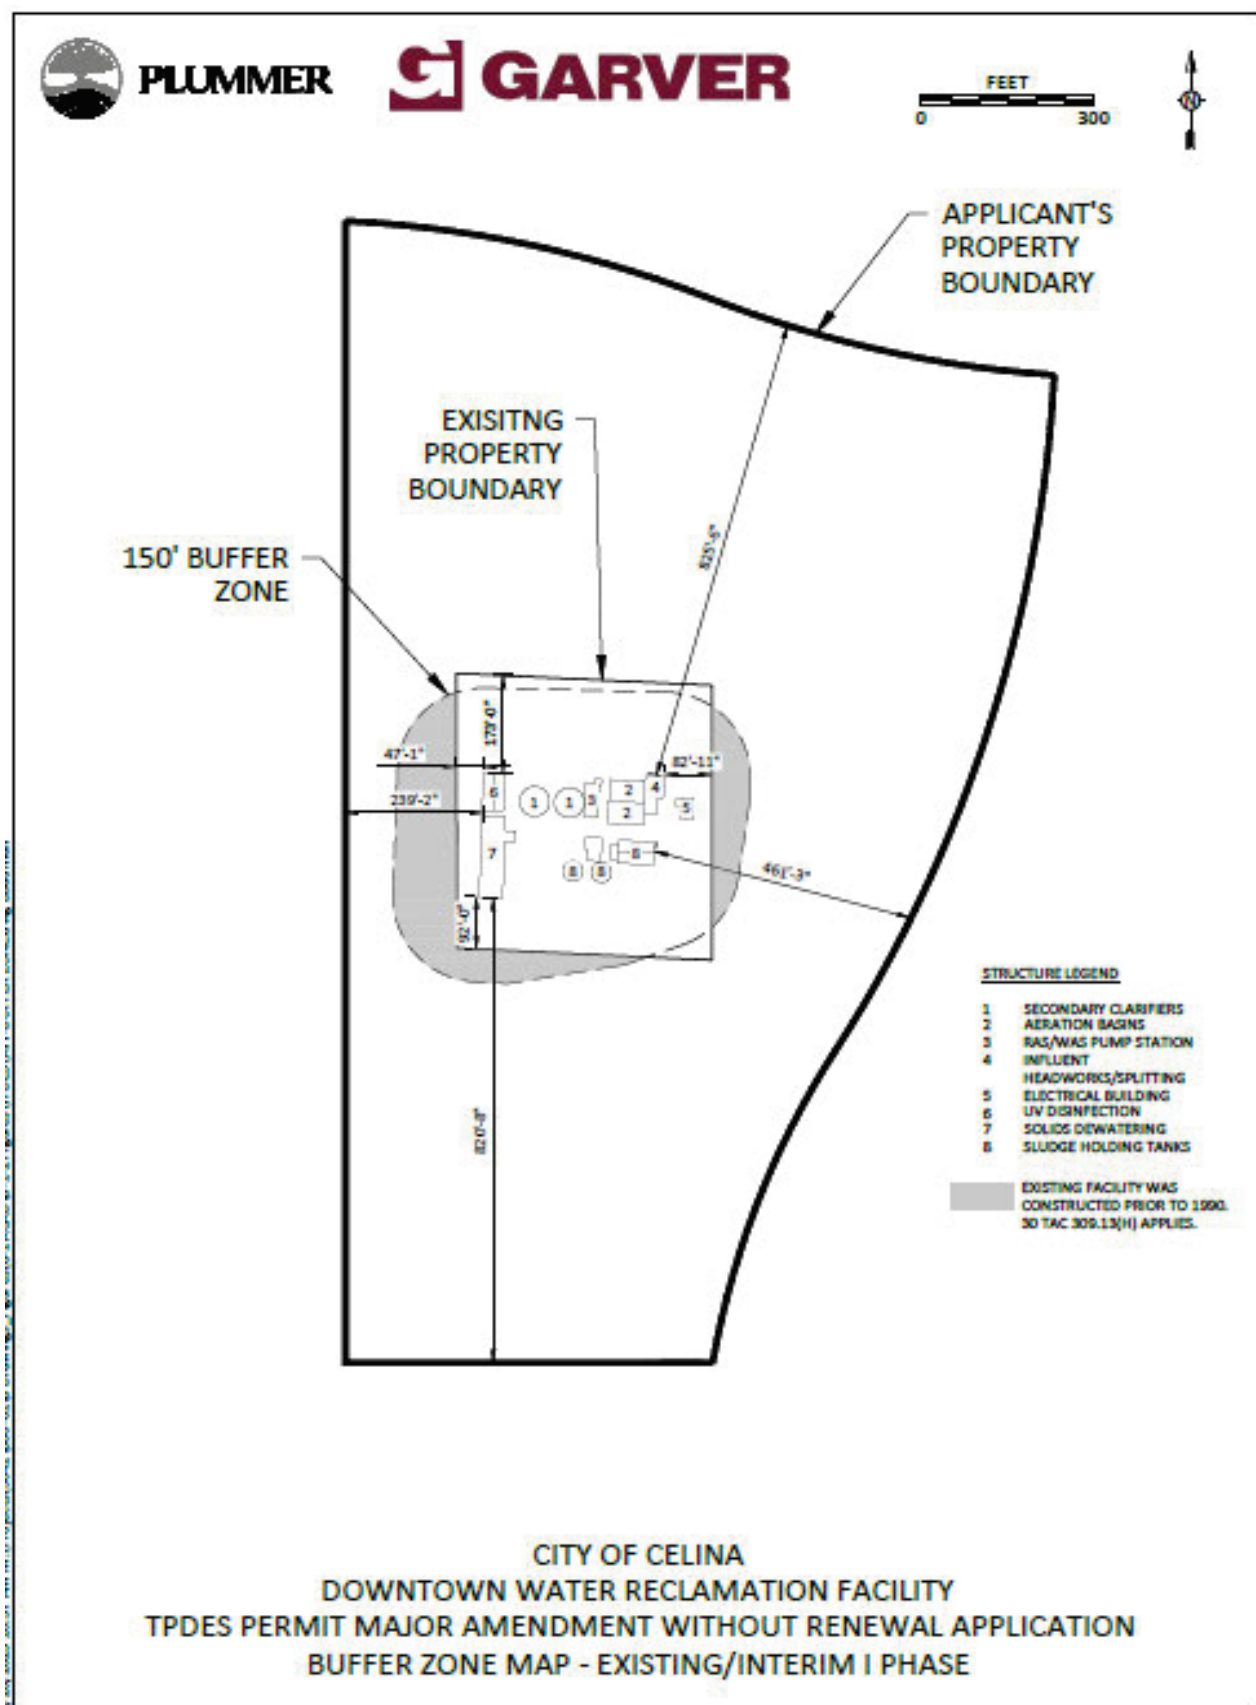 PLUMMER
GARVER
FEET
0 300
N
APPLICANT'S
PROPERTY
BOUNDARY
EXISITNG
PROPERTY
BOUNDARY
150' BUFFER
ZONE
825'-6"
173'-0"
47'-1"
82'-11"
239'-2"
6
1
1
3
2
4
2
5
7
8
8
8
461'-3"
92'-0"
820'-8"
STRUCTURE LEGEND
1 SECONDARY CLARIFIERS
2 AERATION BASINS
3 RAS/WAS PUMP STATION
4 INFLUENT
HEADWORKS/SPLITTING
5 ELECTRICAL BUILDING
6 UV DISINFECTION
7 SOLIDS DEWATERING
8 SLUDGE HOLDING TANKS
EXISTING FACILITY WAS
CONSTRUCTED PRIOR TO 1990.
30 TAC 309.13(H) APPLIES.
CITY OF CELINA
DOWNTOWN WATER RECLAMATION FACILITY
TPDES PERMIT MAJOR AMENDMENT WITHOUT RENEWAL APPLICATION
BUFFER ZONE MAP - EXISTING/INTERIM I PHASE